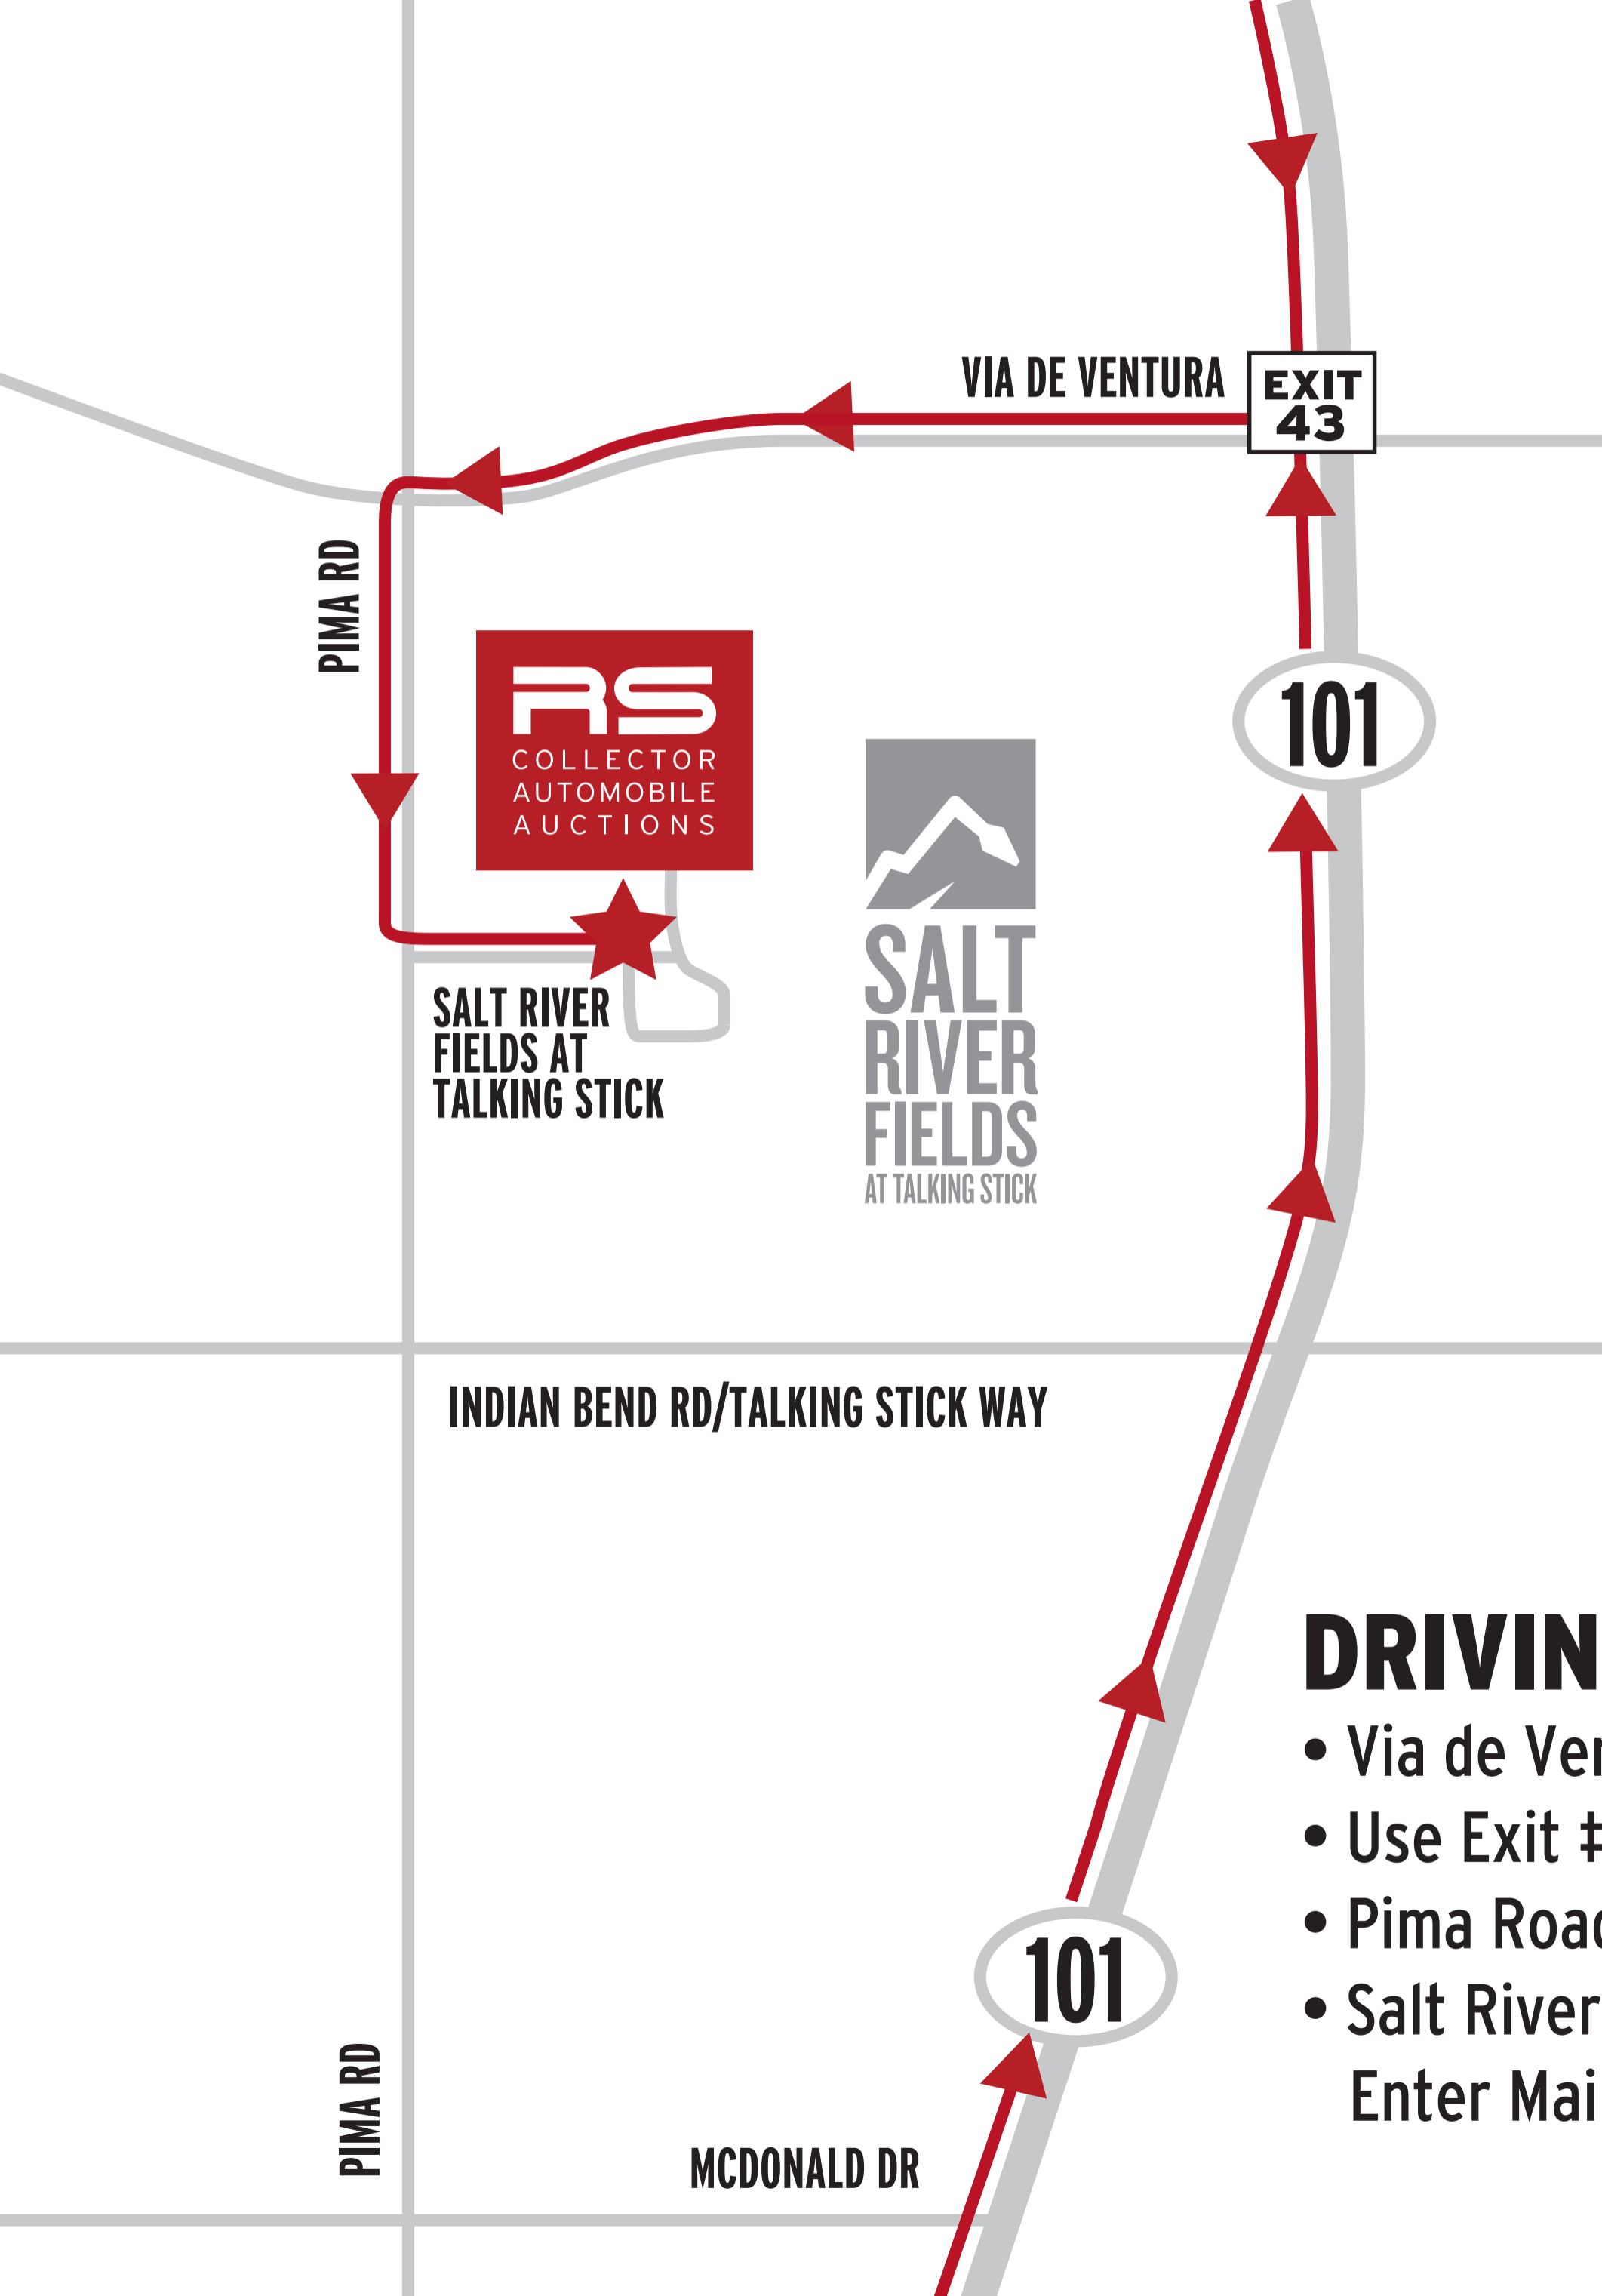 VIA DE VENTURA
EXIT
43
PIMA RD
RS
COLLECTOR
AUTOMOBILE
AUCTIONS
101
SALT
RIVER
FIELDS
AT TALKING STICK
SALT RIVER
FIELDS AT
TALKING STICK
INDIAN BEND RD/TALKING STICK WAY
DRIVIN
• Via de Ver
• Use Exit
• Pima Road
• Salt River
Enter Mai
101
PIMA RD
MCDONALD DR